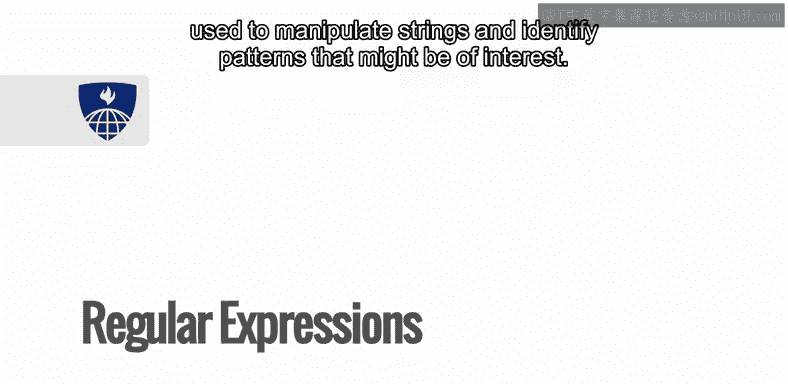 used to manipulate strings and identify
patterns that might be of interest.
Regular Expressions